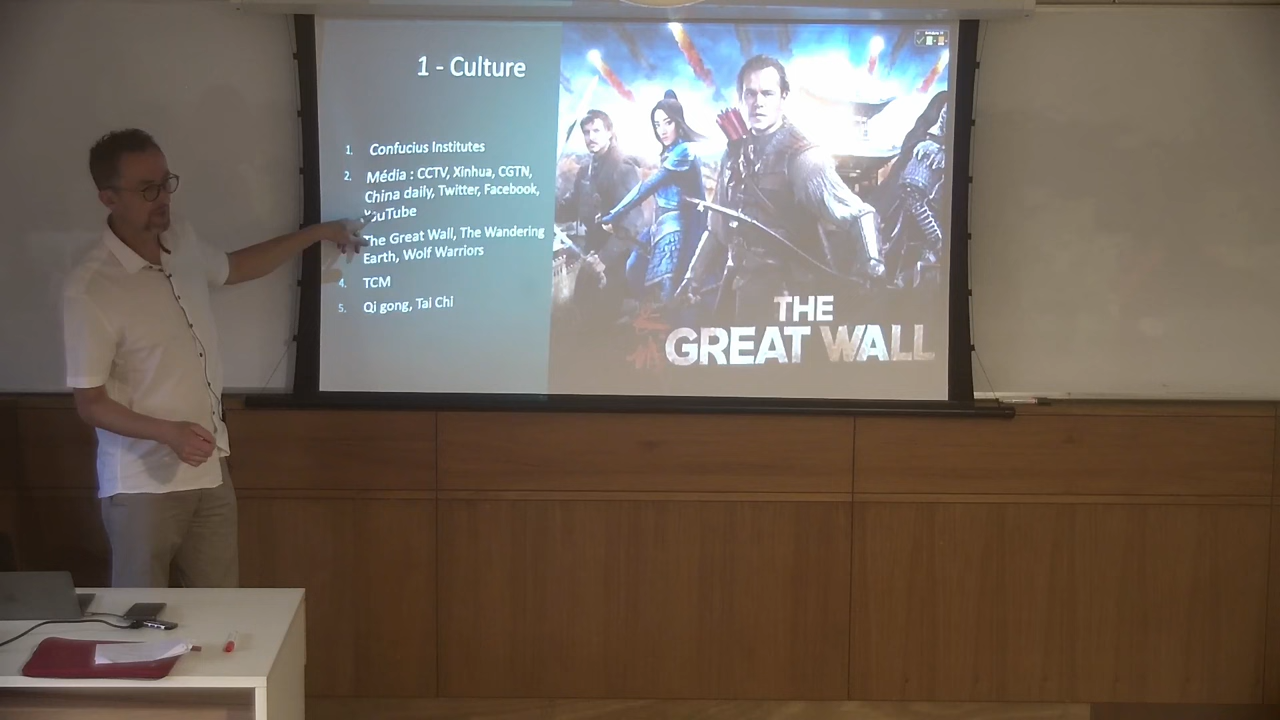 1 - Culture
1. Confucius Institutes
2. Média : CCTV, Xinhua, CGTN,
China daily, Twitter, Facebook,
YouTube
The Great Wall, The Wandering
Earth, Wolf Warriors
4. TCM
5. Qi gong, Tai Chi
THE
GREAT WALL